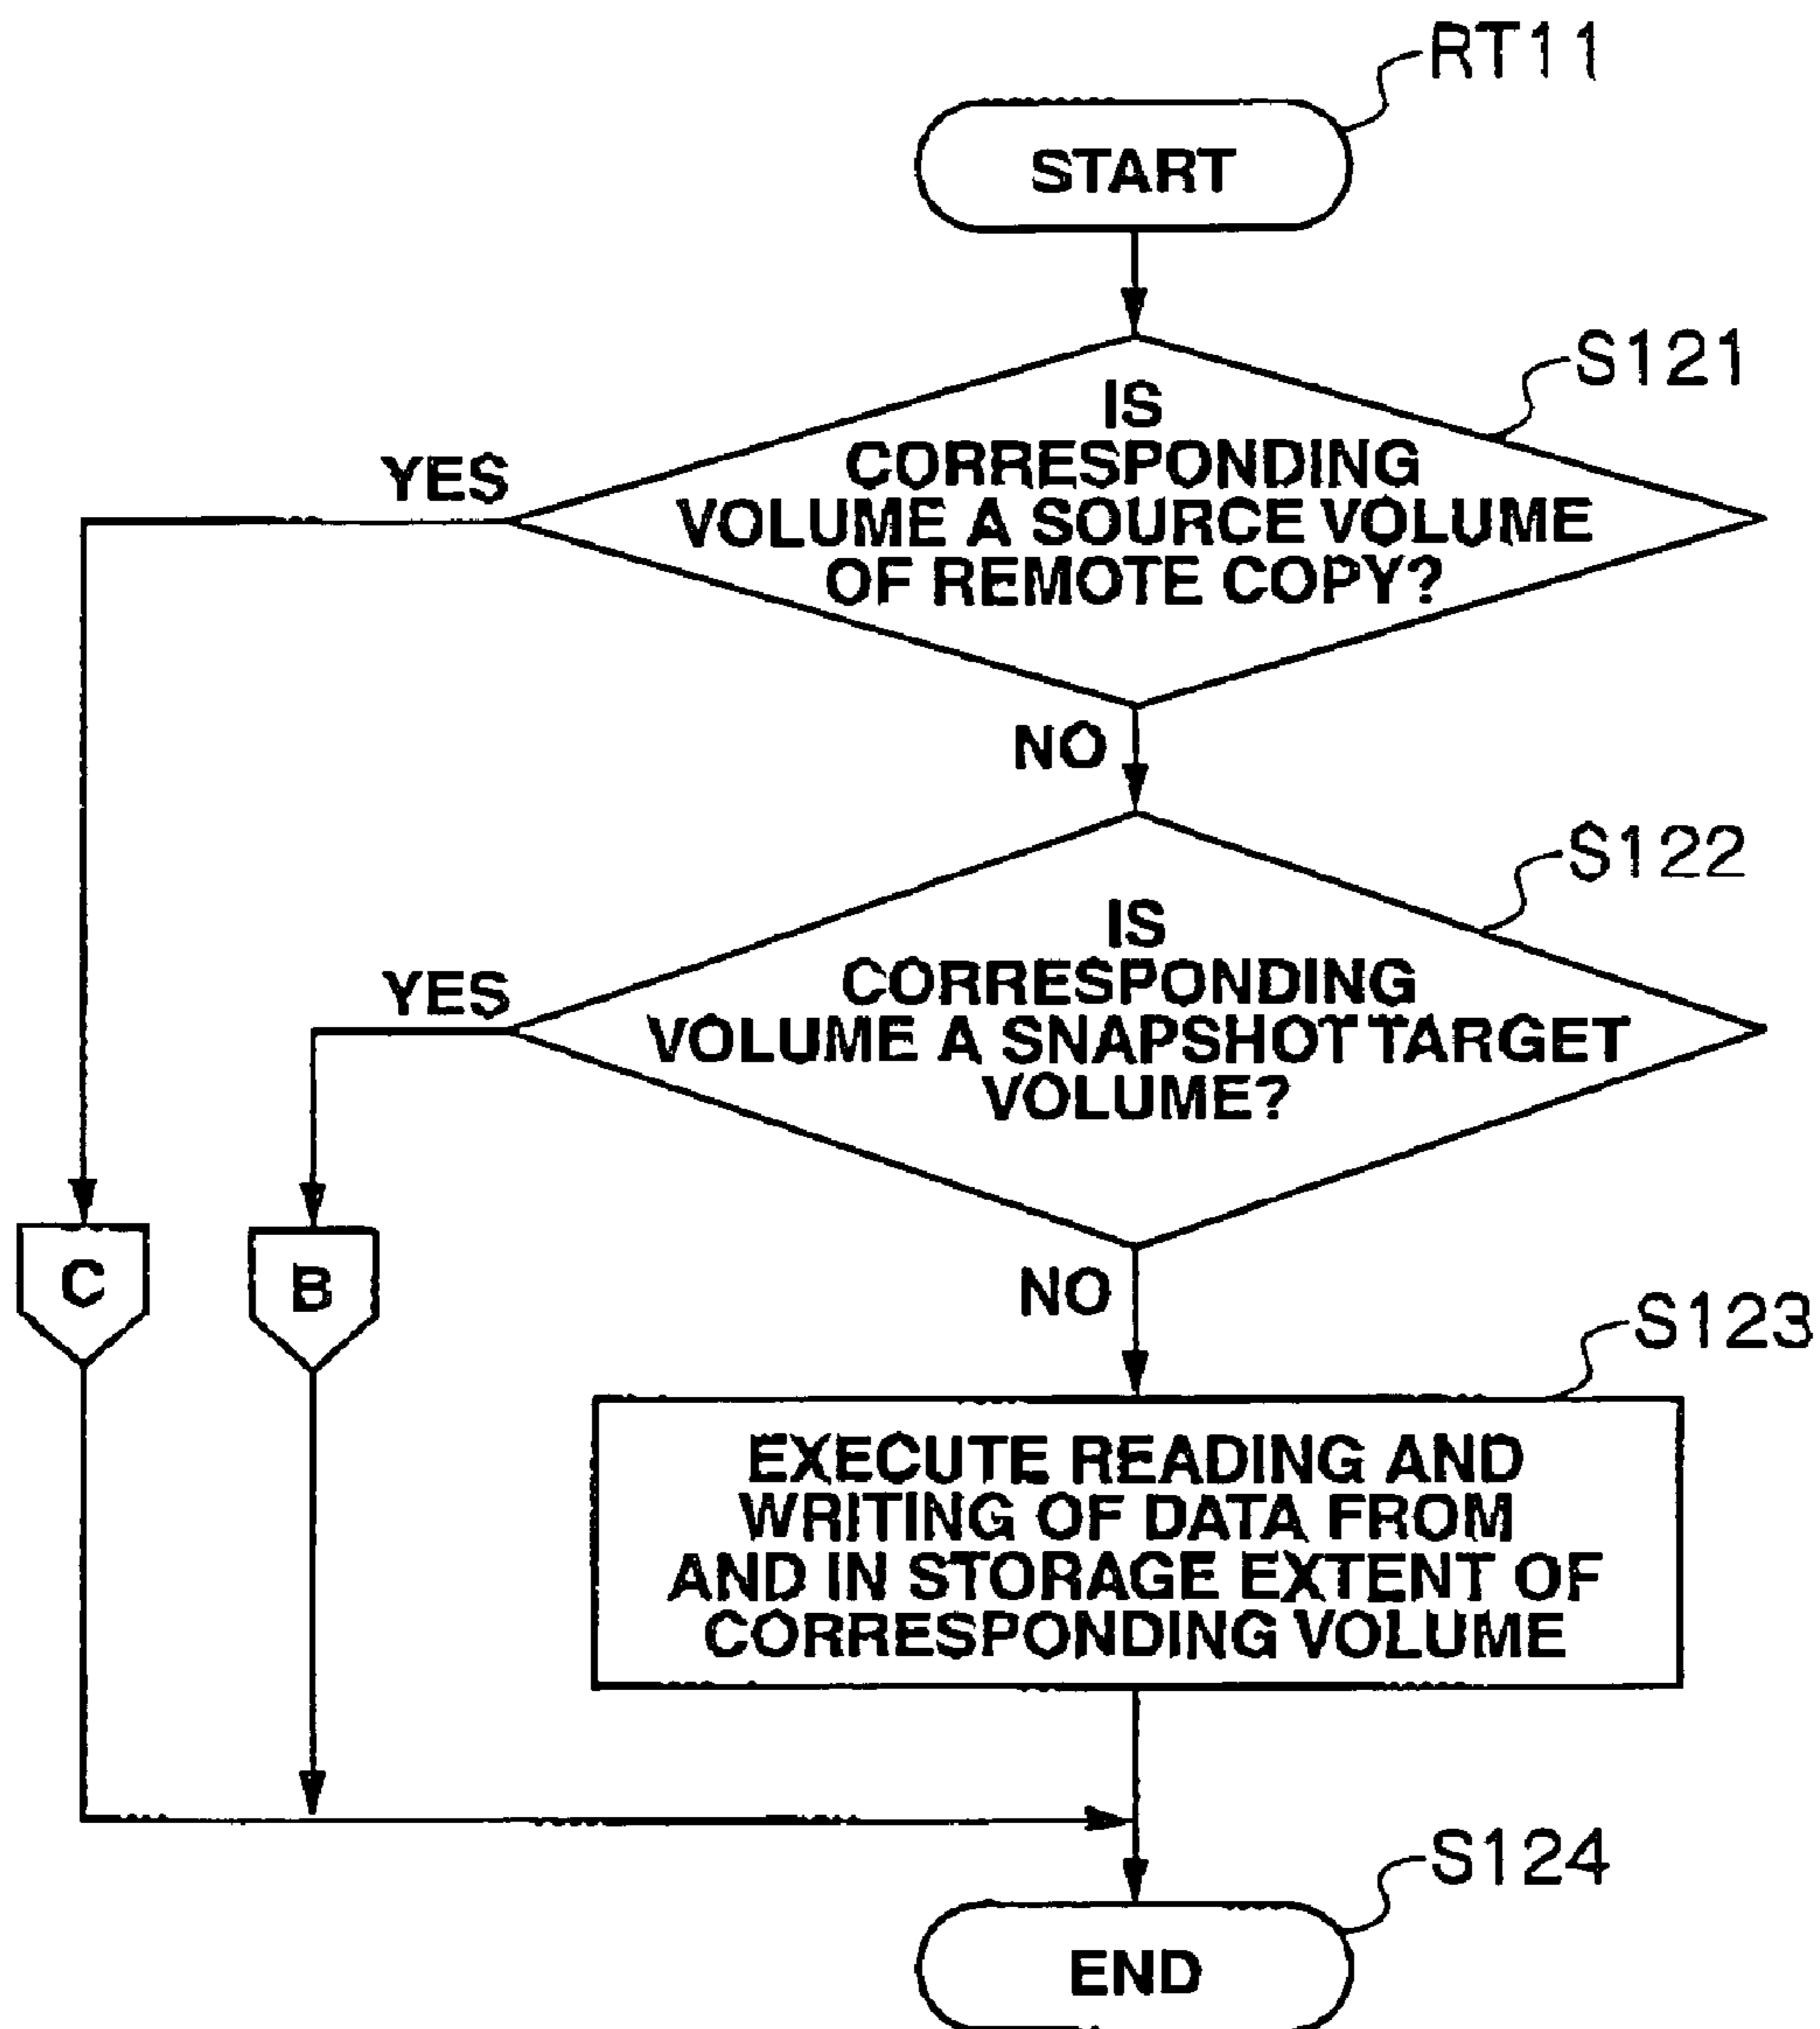 RT11
START
S121
IS
CORRESPONDING
VOLUME A SOURCE VOLUME
OF REMOTE COPY?
YES
NO
S122
IS
CORRESPONDING
VOLUME A SNAPSHOT TARGET
VOLUME?
YES
C
B
NO
S123
EXECUTE READING AND
WRITING OF DATA FROM
AND IN STORAGE EXTENT OF
CORRESPONDING VOLUME
S124
END